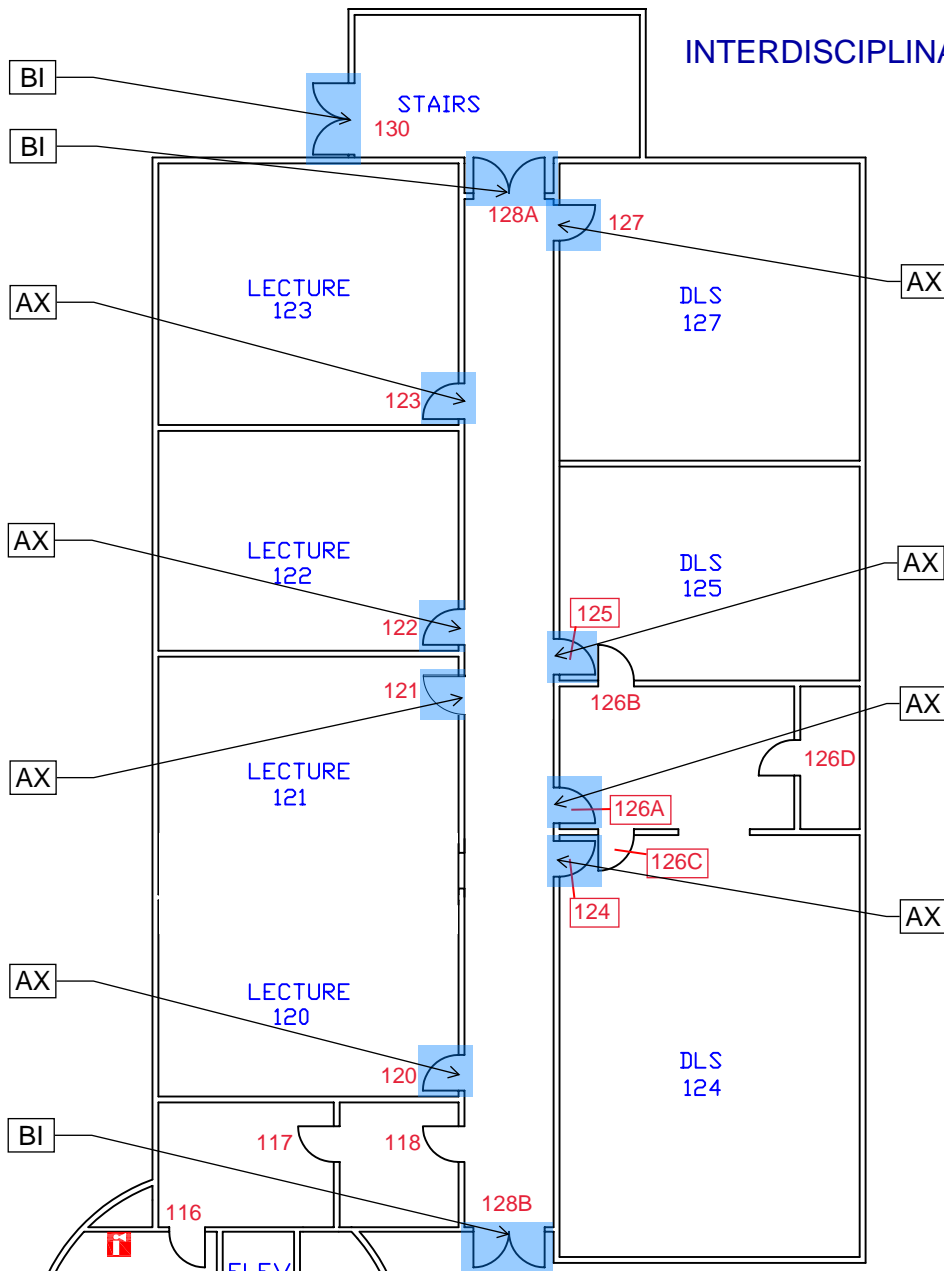 INTERDISCIPLINA
BI
STAIRS
130
BI
128A
127
AX
LECTURE
123
DLS
127
AX
123
AX
LECTURE
122
DLS
125
AX
122
125
121
126B
AX
AX
LECTURE
121
126D
126A
126C
124
AX
AX
LECTURE
120
120
DLS
124
BI
117
118
128B
116
ELEV